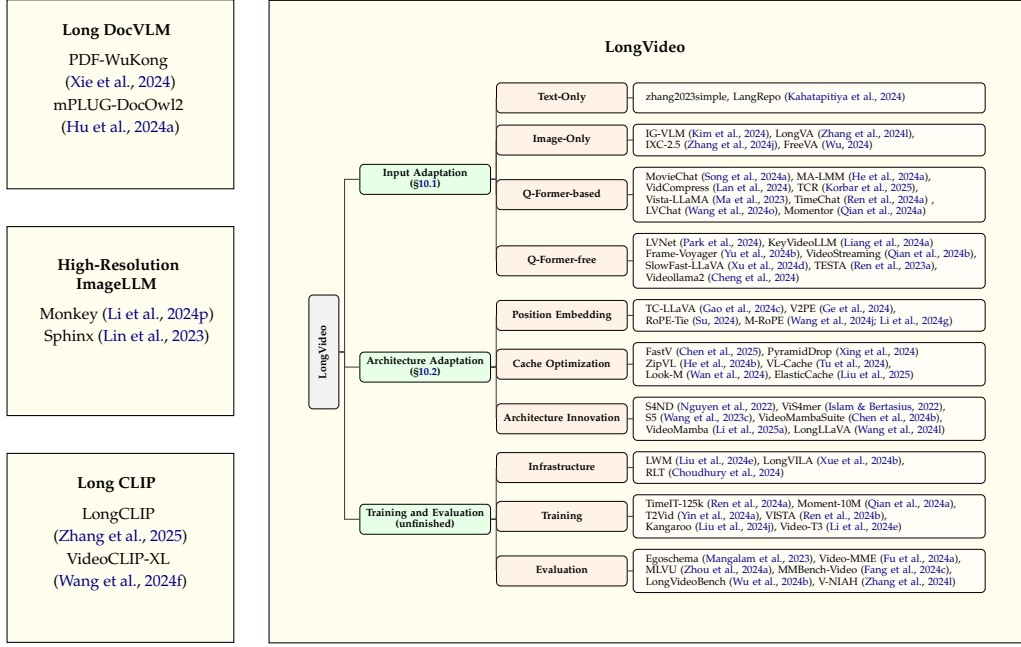 Long DocVLM
PDF-WuKong
(Xie et al., 2024)
mPLUG-DocOwl2
(Hu et al., 2024a)
High-Resolution
ImageLLM
Monkey (Li et al., 2024p)
Sphinx (Lin et al., 2023)
Long CLIP
LongCLIP
(Zhang et al., 2025)
VideoCLIP-XL
(Wang et al., 2024f)
LongVideo
LongVideo
Input Adaptation
(§10.1)
Text-Only
zhang2023simple, LangRepo (Kahatapitiya et al., 2024)
Image-Only
IG-VLM (Kim et al., 2024), LongVA (Zhang et al., 2024l),
IXC-2.5 (Zhang et al., 2024j), FreeVA (Wu, 2024)
Q-Former-based
MovieChat (Song et al., 2024a), MA-LMM (He et al., 2024a),
VidCompress (Lan et al., 2024), TCR (Korbar et al., 2025),
Vista-LLaMA (Ma et al., 2023), TimeChat (Ren et al., 2024a) ,
LVChat (Wang et al., 2024o), Momentor (Qian et al., 2024a)
Q-Former-free
LVNet (Park et al., 2024), KeyVideoLLM (Liang et al., 2024a)
Frame-Voyager (Yu et al., 2024b), VideoStreaming (Qian et al., 2024b),
SlowFast-LLaVA (Xu et al., 2024d), TESTA (Ren et al., 2023a),
Videollama2 (Cheng et al., 2024)
Architecture Adaptation
(§10.2)
Position Embedding
TC-LLaVA (Gao et al., 2024c), V2PE (Ge et al., 2024),
RoPE-Tie (Su, 2024), M-RoPE (Wang et al., 2024j; Li et al., 2024g)
Cache Optimization
FastV (Chen et al., 2025), PyramidDrop (Xing et al., 2024)
ZipVL (He et al., 2024b), VL-Cache (Tu et al., 2024),
Look-M (Wan et al., 2024), ElasticCache (Liu et al., 2025)
Architecture Innovation
S4ND (Nguyen et al., 2022), ViS4mer (Islam & Bertasius, 2022),
S5 (Wang et al., 2023c), VideoMambaSuite (Chen et al., 2024b),
VideoMamba (Li et al., 2025a), LongLLaVA (Wang et al., 2024l)
Training and Evaluation
(unfinished)
Infrastructure
LWM (Liu et al., 2024e), LongVILA (Xue et al., 2024b),
RLT (Choudhury et al., 2024)
Training
TimeIT-125k (Ren et al., 2024a), Moment-10M (Qian et al., 2024a),
T2Vid (Yin et al., 2024a), VISTA (Ren et al., 2024b),
Kangaroo (Liu et al., 2024j), Video-T3 (Li et al., 2024e)
Evaluation
Egoschema (Mangalam et al., 2023), Video-MME (Fu et al., 2024a),
MLVU (Zhou et al., 2024a), MMBench-Video (Fang et al., 2024c),
LongVideoBench (Wu et al., 2024b), V-NIAH (Zhang et al., 2024l)